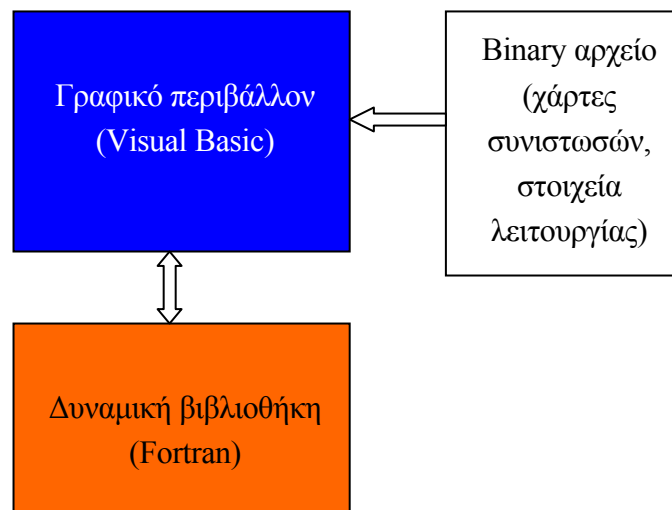 Γραφικό περιβάλλον
(Visual Basic)
Binary αρχείο
(χάρτες
συνιστωσών,
στοιχεία
λειτουργίας)
Δυναμική βιβλιοθήκη
(Fortran)